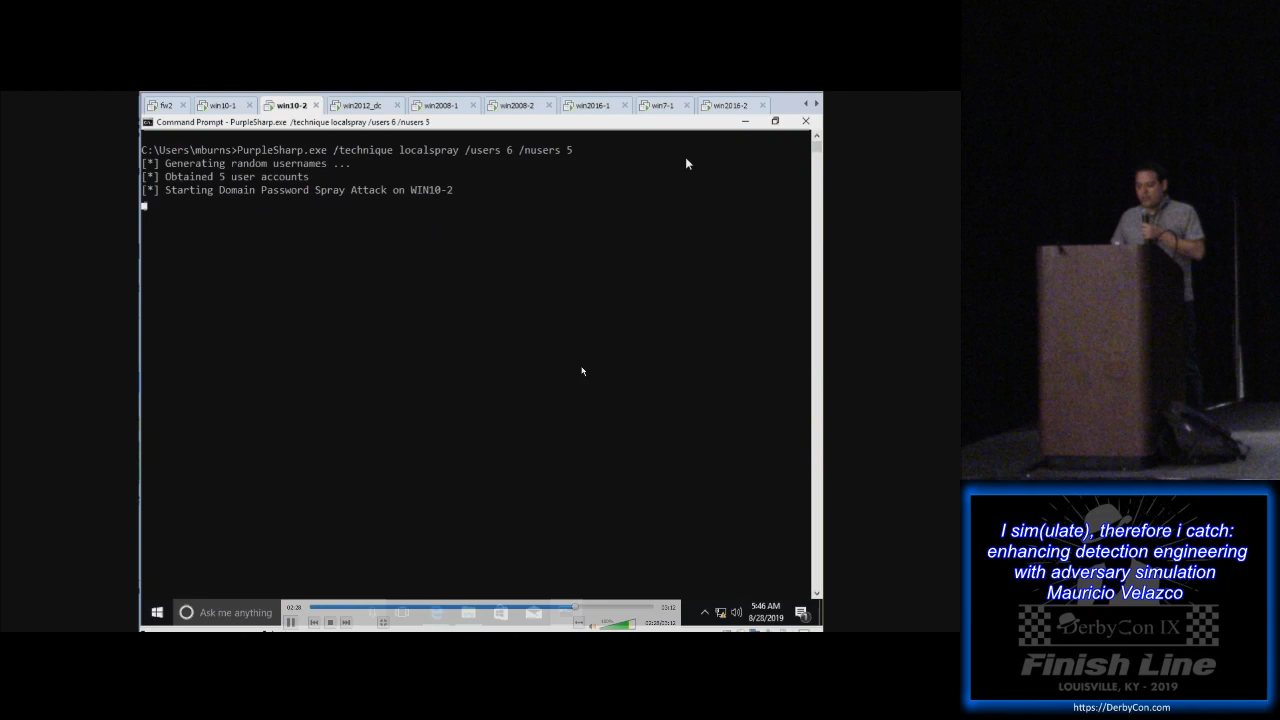 fw2
win10-1
win10-2
win2012_dc
win2008-1
win2008-2
win2016-1
win7-1
win2016-2
Command Prompt - PurpleSharp.exe /technique localspray /users 6 /nusers 5
C:\Users\mburns>PurpleSharp.exe /technique localspray /users 6 /nusers 5
[*] Generating random usernames ...
[*] Obtained 5 user accounts
[*] Starting Domain Password Spray Attack on WIN10-2
Ask me anything
02:28
03:12
5:46 AM
8/28/2019
I sim(ulate), therefore i catch:
enhancing detection engineering
with adversary simulation
Mauricio Velazco
DerbyCon IX
Finish Line
LOUISVILLE, KY - 2019
https://DerbyCon.com